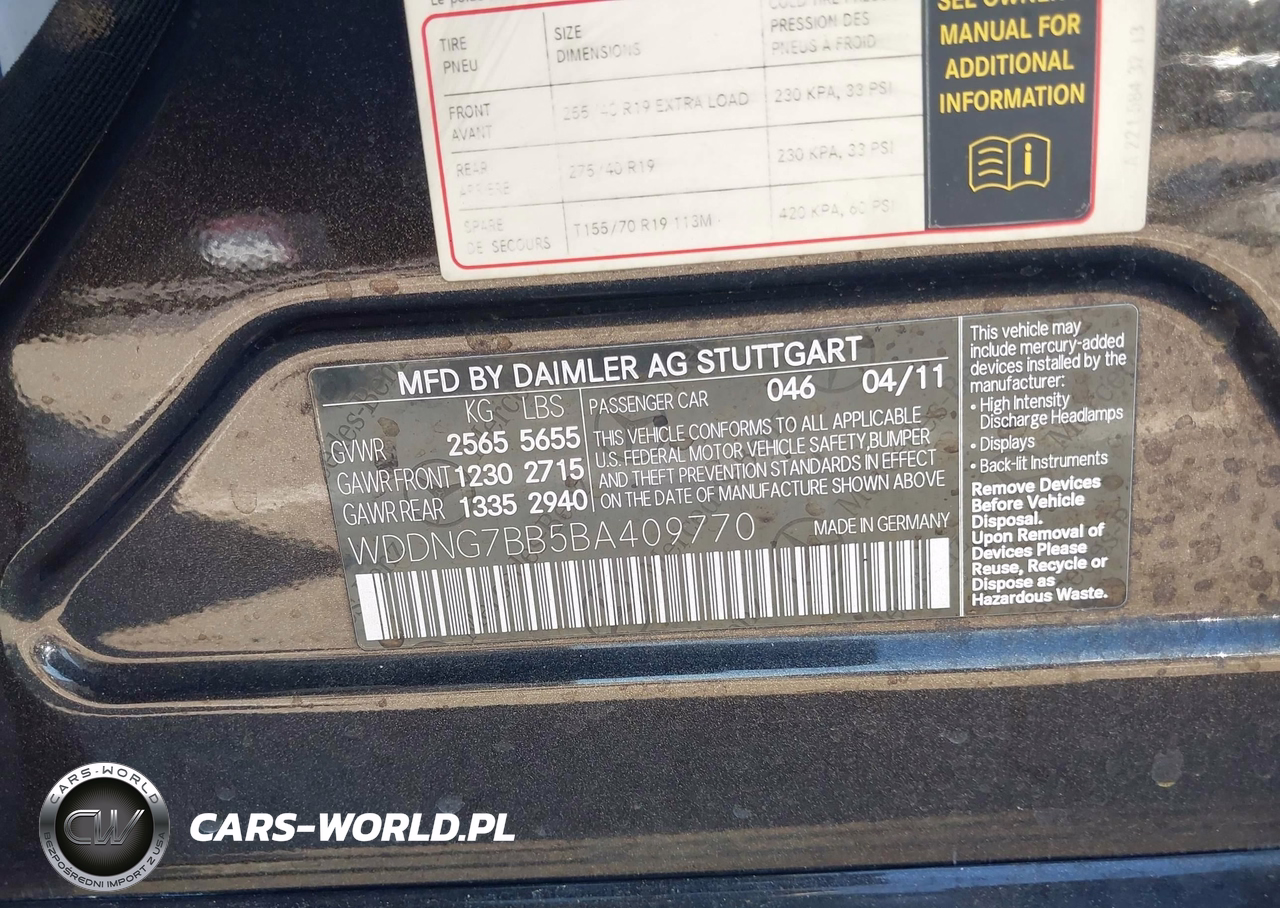 TIRE
PNEU
SIZE
DIMENSIONS
PRESSION DES
PNEUS À FROID
FRONT
AVANT
255/40 R19 EXTRA LOAD
230 KPA, 33 PSI
REAR
275/40 R19
230 KPA, 33 PSI
SPARE
DE SECOURS
T155/70 R19 113M
420 KPA, 60 PSI
SEE OWNER'S
MANUAL FOR
ADDITIONAL
INFORMATION
MFD BY DAIMLER AG STUTTGART
KG LBS
GVWR 2565 5655
GAWR FRONT 1230 2715
GAWR REAR 1335 2940
PASSENGER CAR 046 04/11
THIS VEHICLE CONFORMS TO ALL APPLICABLE
U.S. FEDERAL MOTOR VEHICLE SAFETY,BUMPER
AND THEFT PREVENTION STANDARDS IN EFFECT
ON THE DATE OF MANUFACTURE SHOWN ABOVE
WDDNG7BB5BA409770
MADE IN GERMANY
This vehicle may
include mercury-added
devices installed by the
manufacturer:
• High Intensity
Discharge Headlamps
• Displays
• Back-lit Instruments
Remove Devices
Before Vehicle
Disposal.
Upon Removal of
Devices Please
Reuse, Recycle or
Dispose as
Hazardous Waste.
CARS-WORLD
CW
BEZPOŚREDNI IMPORT Z USA
CARS-WORLD.PL